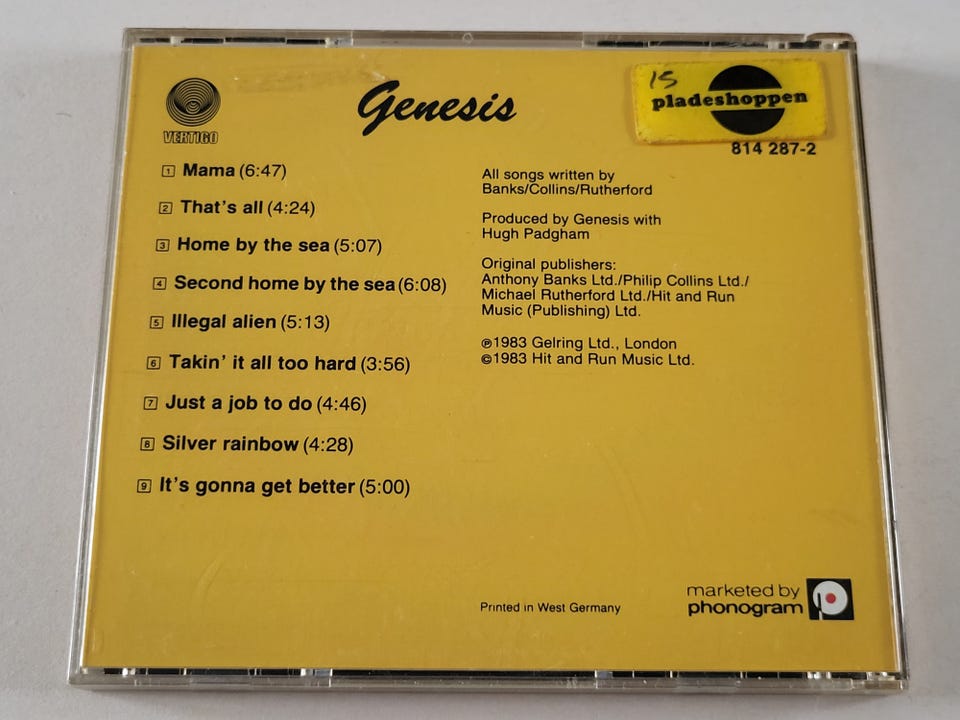 VERTIGO
Genesis
15
pladeshoppen
814 287-2
1 Mama (6:47)
2 That's all (4:24)
3 Home by the sea (5:07)
4 Second home by the sea (6:08)
5 Illegal alien (5:13)
6 Takin' it all too hard (3:56)
7 Just a job to do (4:46)
8 Silver rainbow (4:28)
9 It's gonna get better (5:00)
All songs written by
Banks/Collins/Rutherford
Produced by Genesis with
Hugh Padgham
Original publishers:
Anthony Banks Ltd./Philip Collins Ltd./
Michael Rutherford Ltd./Hit and Run
Music (Publishing) Ltd.
℗1983 Gelring Ltd., London
©1983 Hit and Run Music Ltd.
Printed in West Germany
marketed by
phonogram